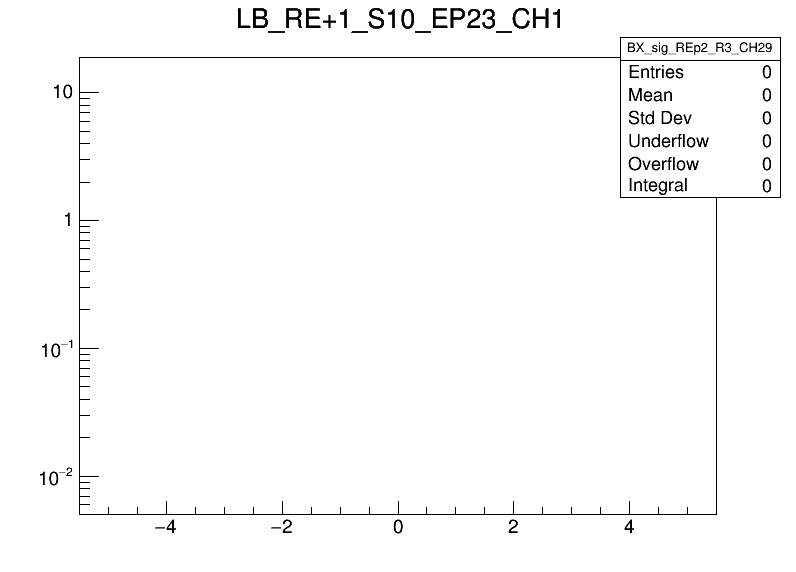 LB_RE+1_S10_EP23_CH1
BX_sig_REp2_R3_CH29
Entries 0
Mean 0
Std Dev 0
Underflow 0
Overflow 0
Integral 0
10
1
10⁻¹
10⁻²
−4 −2 0 2 4